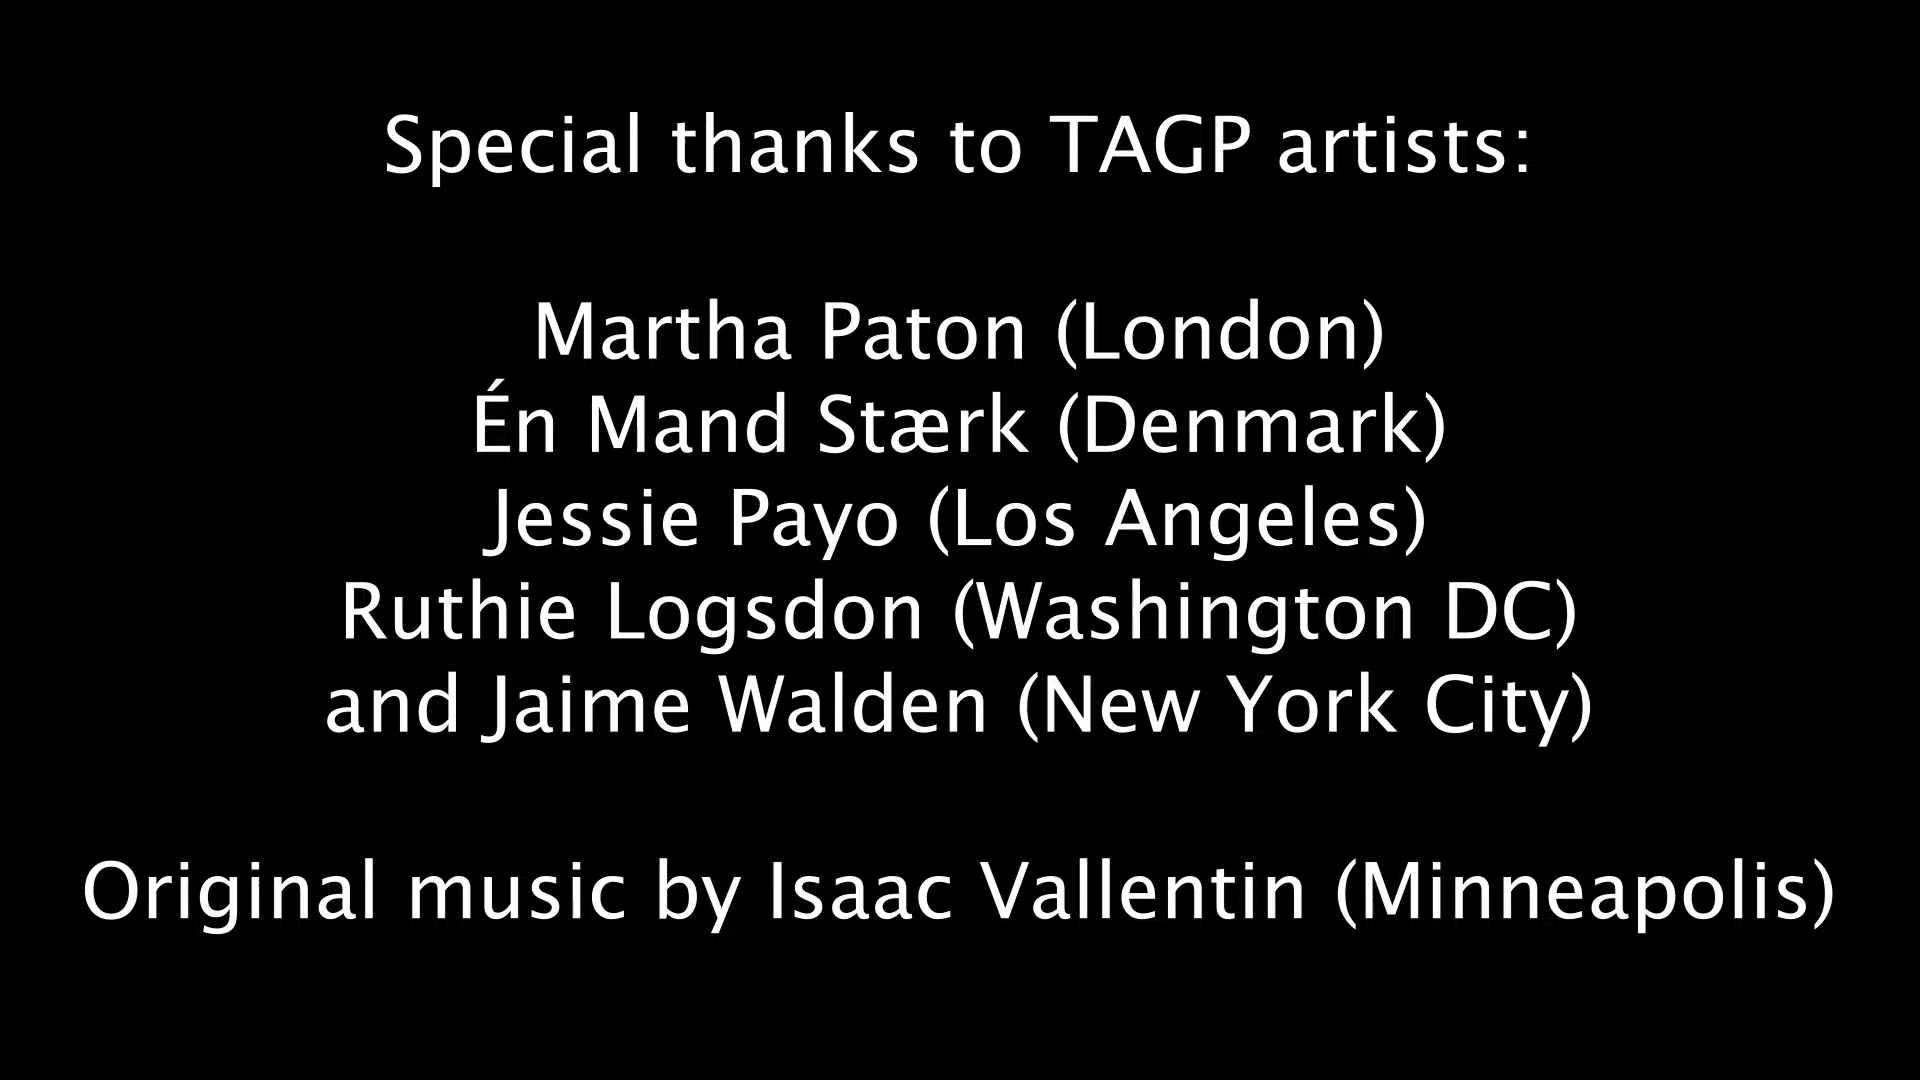 Special thanks to TAGP artists:
Martha Paton (London)
Én Mand Stærk (Denmark)
Jessie Payo (Los Angeles)
Ruthie Logsdon (Washington DC)
and Jaime Walden (New York City)
Original music by Isaac Vallentin (Minneapolis)